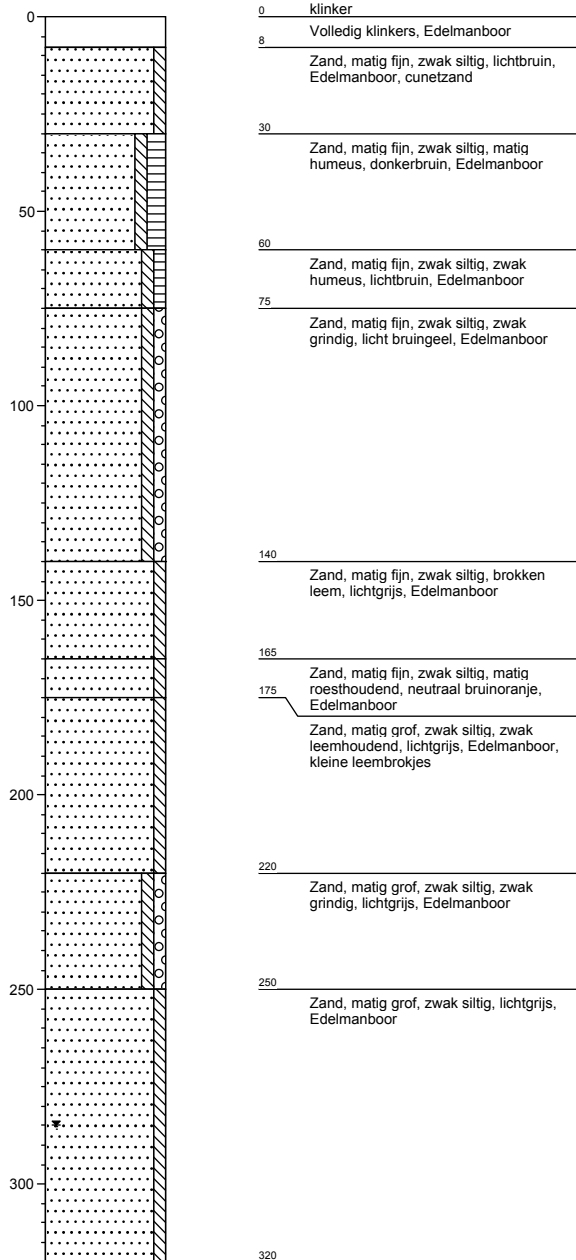 0
50
100
150
200
250
300
0
klinker
Volledig klinkers, Edelmanboor
8
Zand, matig fijn, zwak siltig, lichtbruin,
Edelmanboor, cunetzand
30
Zand, matig fijn, zwak siltig, matig
humeus, donkerbruin, Edelmanboor
60
Zand, matig fijn, zwak siltig, zwak
humeus, lichtbruin, Edelmanboor
75
Zand, matig fijn, zwak siltig, zwak
grindig, licht bruingeel, Edelmanboor
140
Zand, matig fijn, zwak siltig, brokken
leem, lichtgrijs, Edelmanboor
165
Zand, matig fijn, zwak siltig, matig
roesthoudend, neutraal bruinoranje,
Edelmanboor
175
Zand, matig grof, zwak siltig, zwak
leemhoudend, lichtgrijs, Edelmanboor,
kleine leembrokjes
220
Zand, matig grof, zwak siltig, zwak
grindig, lichtgrijs, Edelmanboor
250
Zand, matig grof, zwak siltig, lichtgrijs,
Edelmanboor
320